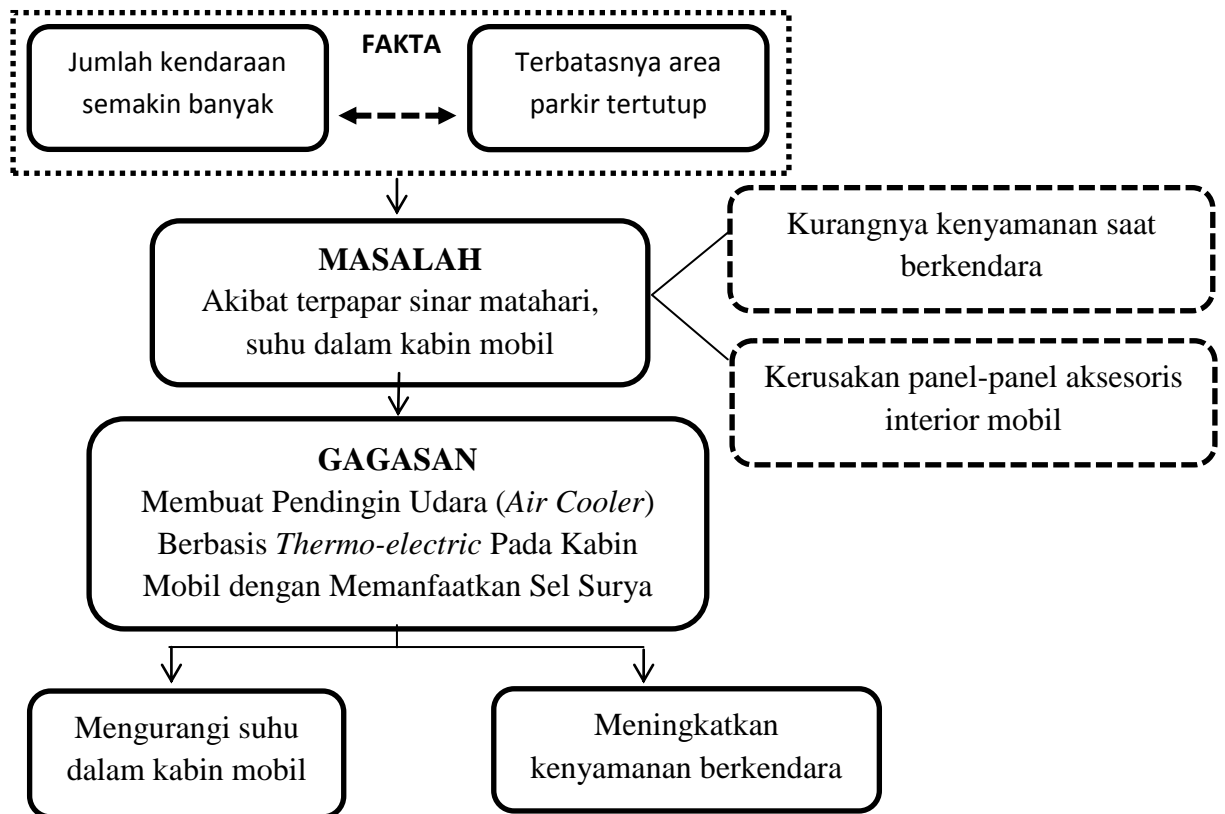 FAKTA
Jumlah kendaraan
semakin banyak
Terbatasnya area
parkir tertutup
MASALAH
Akibat terpapar sinar matahari,
suhu dalam kabin mobil
Kurangnya kenyamanan saat
berkendara
Kerusakan panel-panel aksesoris
interior mobil
GAGASAN
Membuat Pendingin Udara (Air Cooler)
Berbasis Thermo-electric Pada Kabin
Mobil dengan Memanfaatkan Sel Surya
Mengurangi suhu
dalam kabin mobil
Meningkatkan
kenyamanan berkendara